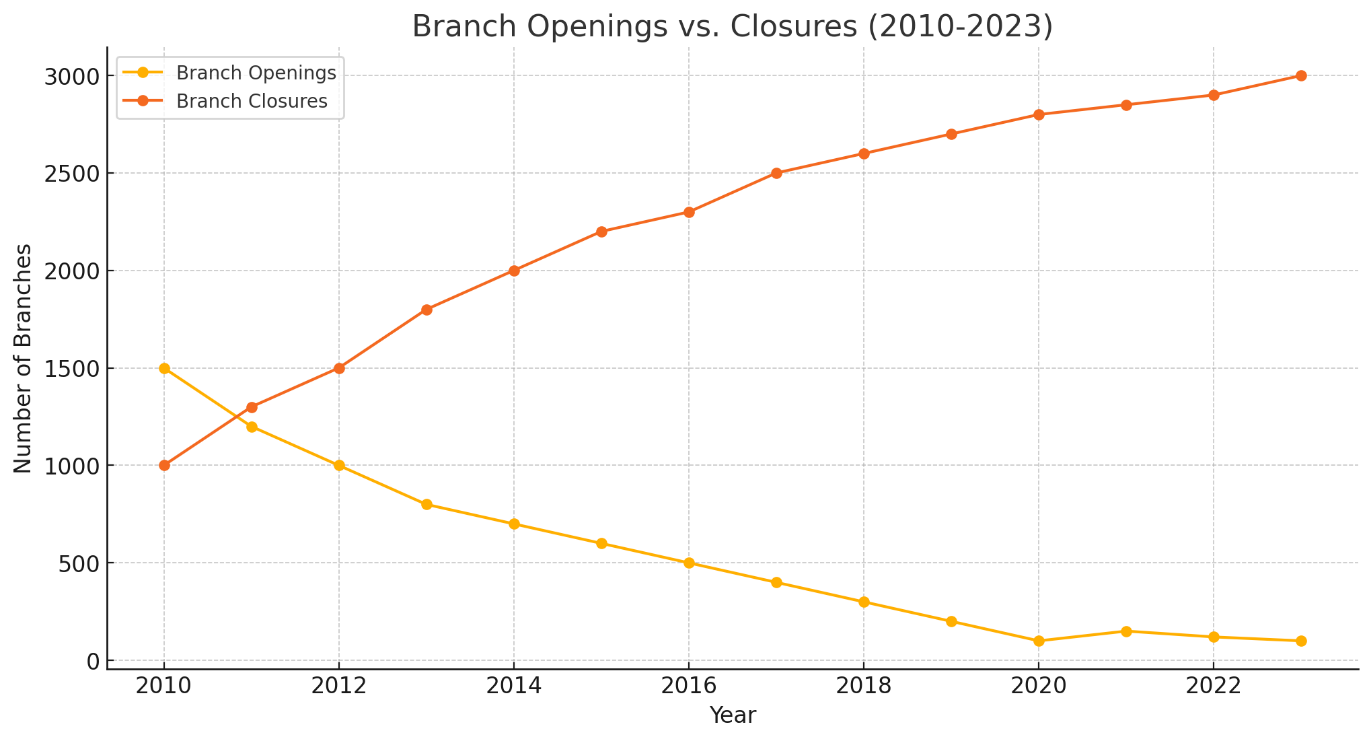 Branch Openings vs. Closures (2010-2023)
Branch Openings
Branch Closures
Number of Branches
3000
2500
2000
1500
1000
500
0
2010 2012 2014 2016 2018 2020 2022
Year